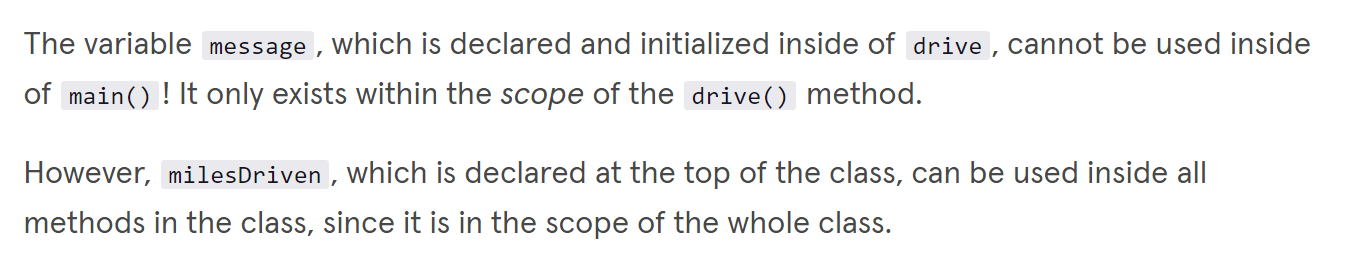 The variable message, which is declared and initialized inside of drive, cannot be used inside
of main()! It only exists within the scope of the drive() method.
However, milesDriven, which is declared at the top of the class, can be used inside all
methods in the class, since it is in the scope of the whole class.